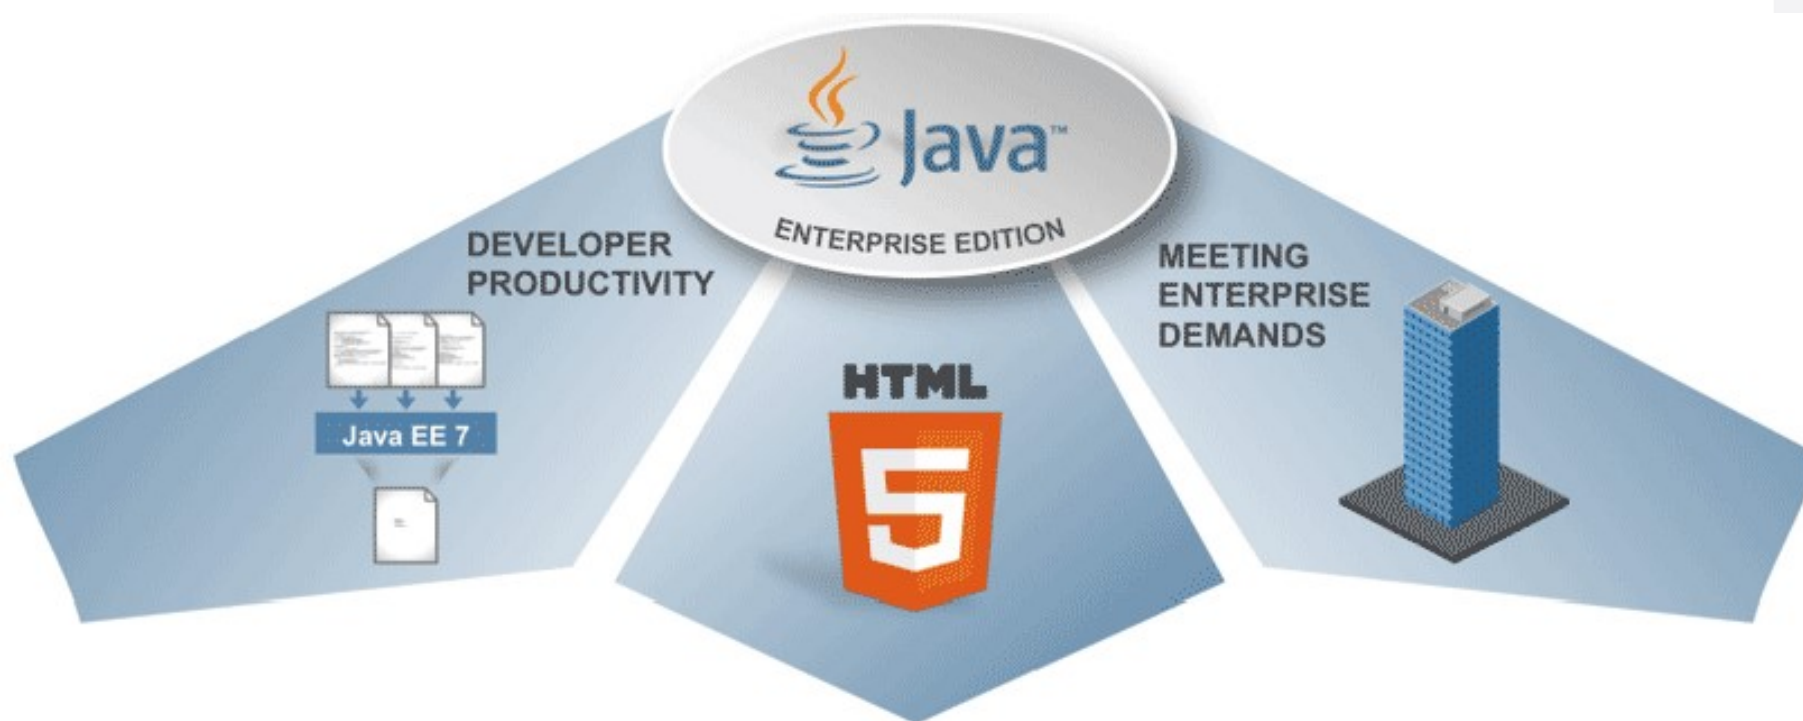 Java™
ENTERPRISE EDITION
DEVELOPER
PRODUCTIVITY
Java EE 7
HTML
5
MEETING
ENTERPRISE
DEMANDS